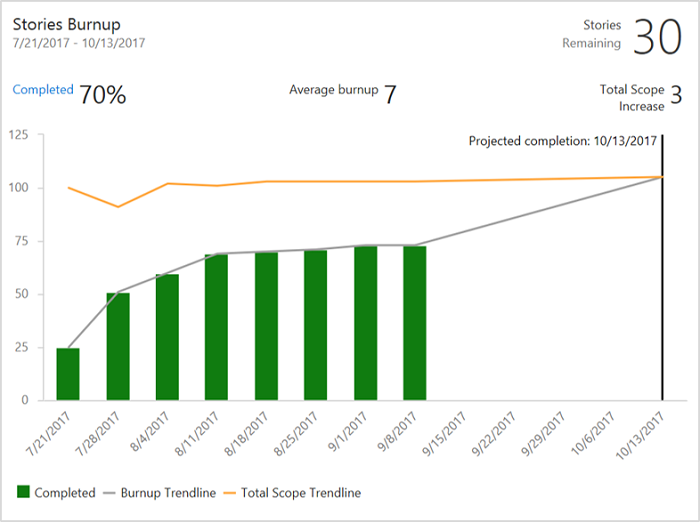 Stories Burnup
7/21/2017 - 10/13/2017
Stories
Remaining
30
Completed 70%
Average burnup 7
Total Scope
Increase
3
Projected completion: 10/13/2017
125
100
75
50
25
0
7/21/2017
7/28/2017
8/4/2017
8/11/2017
8/18/2017
8/25/2017
9/1/2017
9/8/2017
9/15/2017
9/22/2017
9/29/2017
10/6/2017
10/13/2017
Completed
Burnup Trendline
Total Scope Trendline